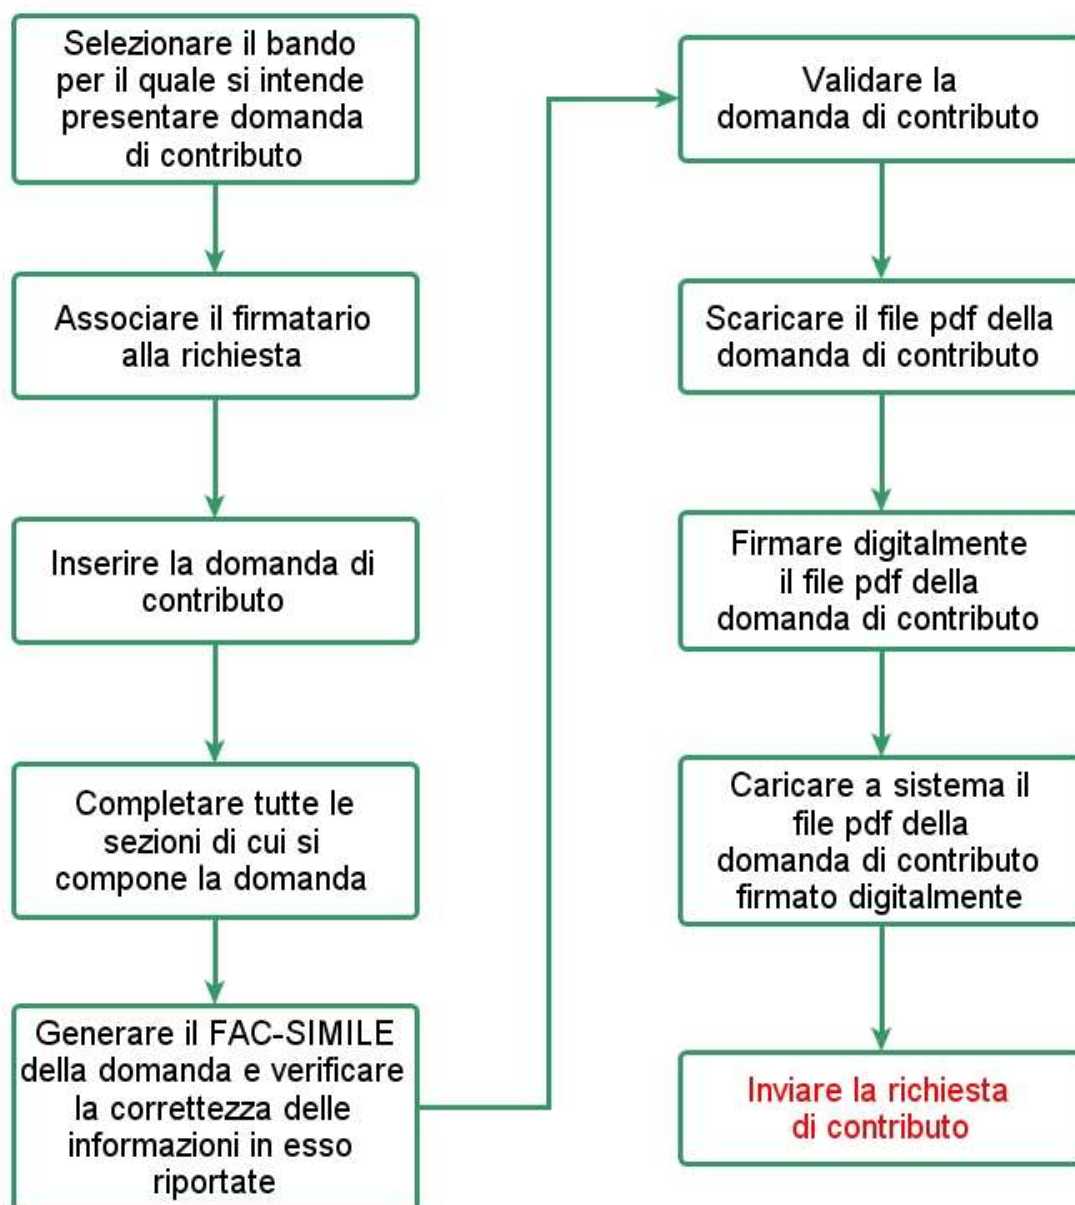 Selezionare il bando
per il quale si intende
presentare domanda
di contributo
Associare il firmatario
alla richiesta
Inserire la domanda di
contributo
Completare tutte le
sezioni di cui si
compone la domanda
Generare il FAC-SIMILE
della domanda e verificare
la correttezza delle
informazioni in esso
riportate
Validare la
domanda di contributo
Scaricare il file pdf della
domanda di contributo
Firmare digitalmente
il file pdf della
domanda di contributo
Caricare a sistema il
file pdf della
domanda di contributo
firmato digitalmente
Inviare la richiesta
di contributo